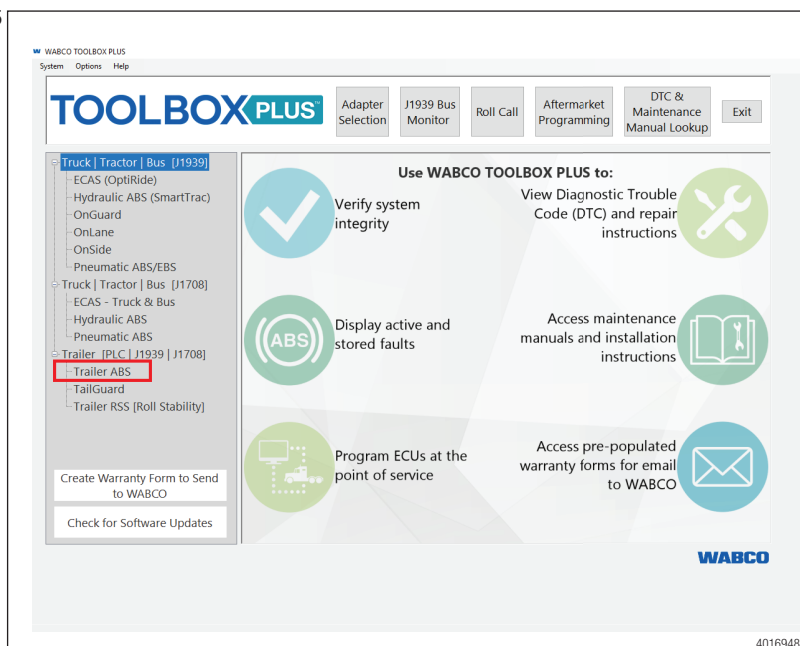 WABCO TOOLBOX PLUS
System Options Help
TOOLBOX PLUS™
Adapter
Selection
J1939 Bus
Monitor
Roll Call
Aftermarket
Programming
DTC &
Maintenance
Manual Lookup
Exit
Truck | Tractor | Bus [J1939]
ECAS (OptiRide)
Hydraulic ABS (SmartTrac)
OnGuard
OnLane
OnSide
Pneumatic ABS/EBS
Truck | Tractor | Bus [J1708]
ECAS - Truck & Bus
Hydraulic ABS
Pneumatic ABS
Trailer [PLC | J1939 | J1708]
Trailer ABS
TailGuard
Trailer RSS [Roll Stability]
Create Warranty Form to Send
to WABCO
Check for Software Updates
Use WABCO TOOLBOX PLUS to:
Verify system
integrity
View Diagnostic Trouble
Code (DTC) and repair
instructions
ABS
Display active and
stored faults
Access maintenance
manuals and installation
instructions
Program ECUs at the
point of service
Access pre-populated
warranty forms for email
to WABCO
WABCO
4016948